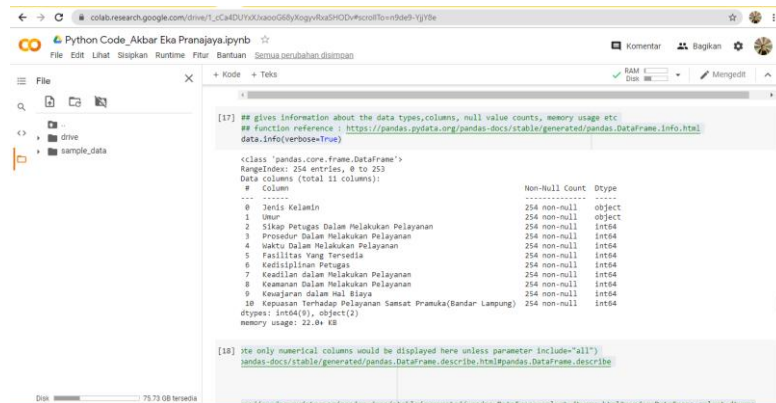 colab.research.google.com/drive/1_cCa4DUYxXJxaooG68yXogyvRxaSHODv#scrollTo=n9de9-YjjY8e
CO Python Code_Akbar Eka Pranajaya.ipynb
File Edit Lihat Sisipkan Runtime Fitur Bantuan Semua perubahan disimpan
Komentar Bagikan
File
+ Kode + Teks
RAM
Disk
Mengedit
..
drive
sample_data
[17] ## gives information about the data types,columns, null value counts, memory usage etc
## function reference : https://pandas.pydata.org/pandas-docs/stable/generated/pandas.DataFrame.info.html
data.info(verbose=True)
<class 'pandas.core.frame.DataFrame'>
RangeIndex: 254 entries, 0 to 253
Data columns (total 11 columns):
# Column Non-Null Count Dtype
--- ------ -------------- -----
0 Jenis Kelamin 254 non-null object
1 Umur 254 non-null object
2 Sikap Petugas Dalam Melakukan Pelayanan 254 non-null int64
3 Prosedur Dalam Melakukan Pelayanan 254 non-null int64
4 Waktu Dalam Melakukan Pelayanan 254 non-null int64
5 Fasilitas Yang Tersedia 254 non-null int64
6 Kedisiplinan Petugas 254 non-null int64
7 Keadilan dalam Melakukan Pelayanan 254 non-null int64
8 Keamanan Dalam Melakukan Pelayanan 254 non-null int64
9 Kewajaran dalam Hal Biaya 254 non-null int64
10 Kepuasan Terhadap Pelayanan Samsat Pramuka(Bandar Lampung) 254 non-null int64
dtypes: int64(9), object(2)
memory usage: 22.0+ KB
[18] ote only numerical columns would be displayed here unless parameter include="all")
pandas-docs/stable/generated/pandas.DataFrame.describe.html#pandas.DataFrame.describe
Disk 75.73 GB tersedia